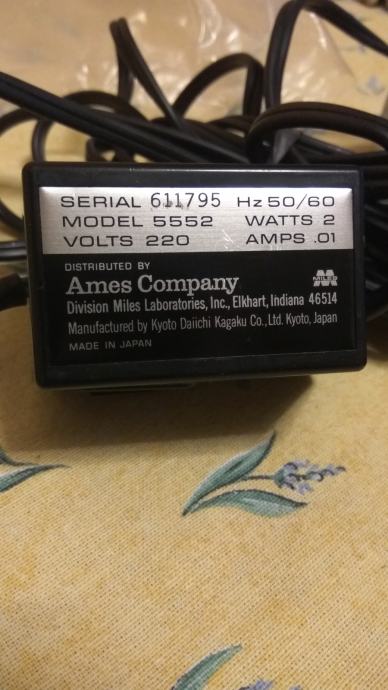 SERIAL 611795 Hz 50/60
MODEL 5552 WATTS 2
VOLTS 220 AMPS .01
DISTRIBUTED BY
Ames Company
MILES
Division Miles Laboratories, Inc., Elkhart, Indiana 46514
Manufactured by Kyoto Daiichi Kagaku Co., Ltd. Kyoto, Japan
MADE IN JAPAN